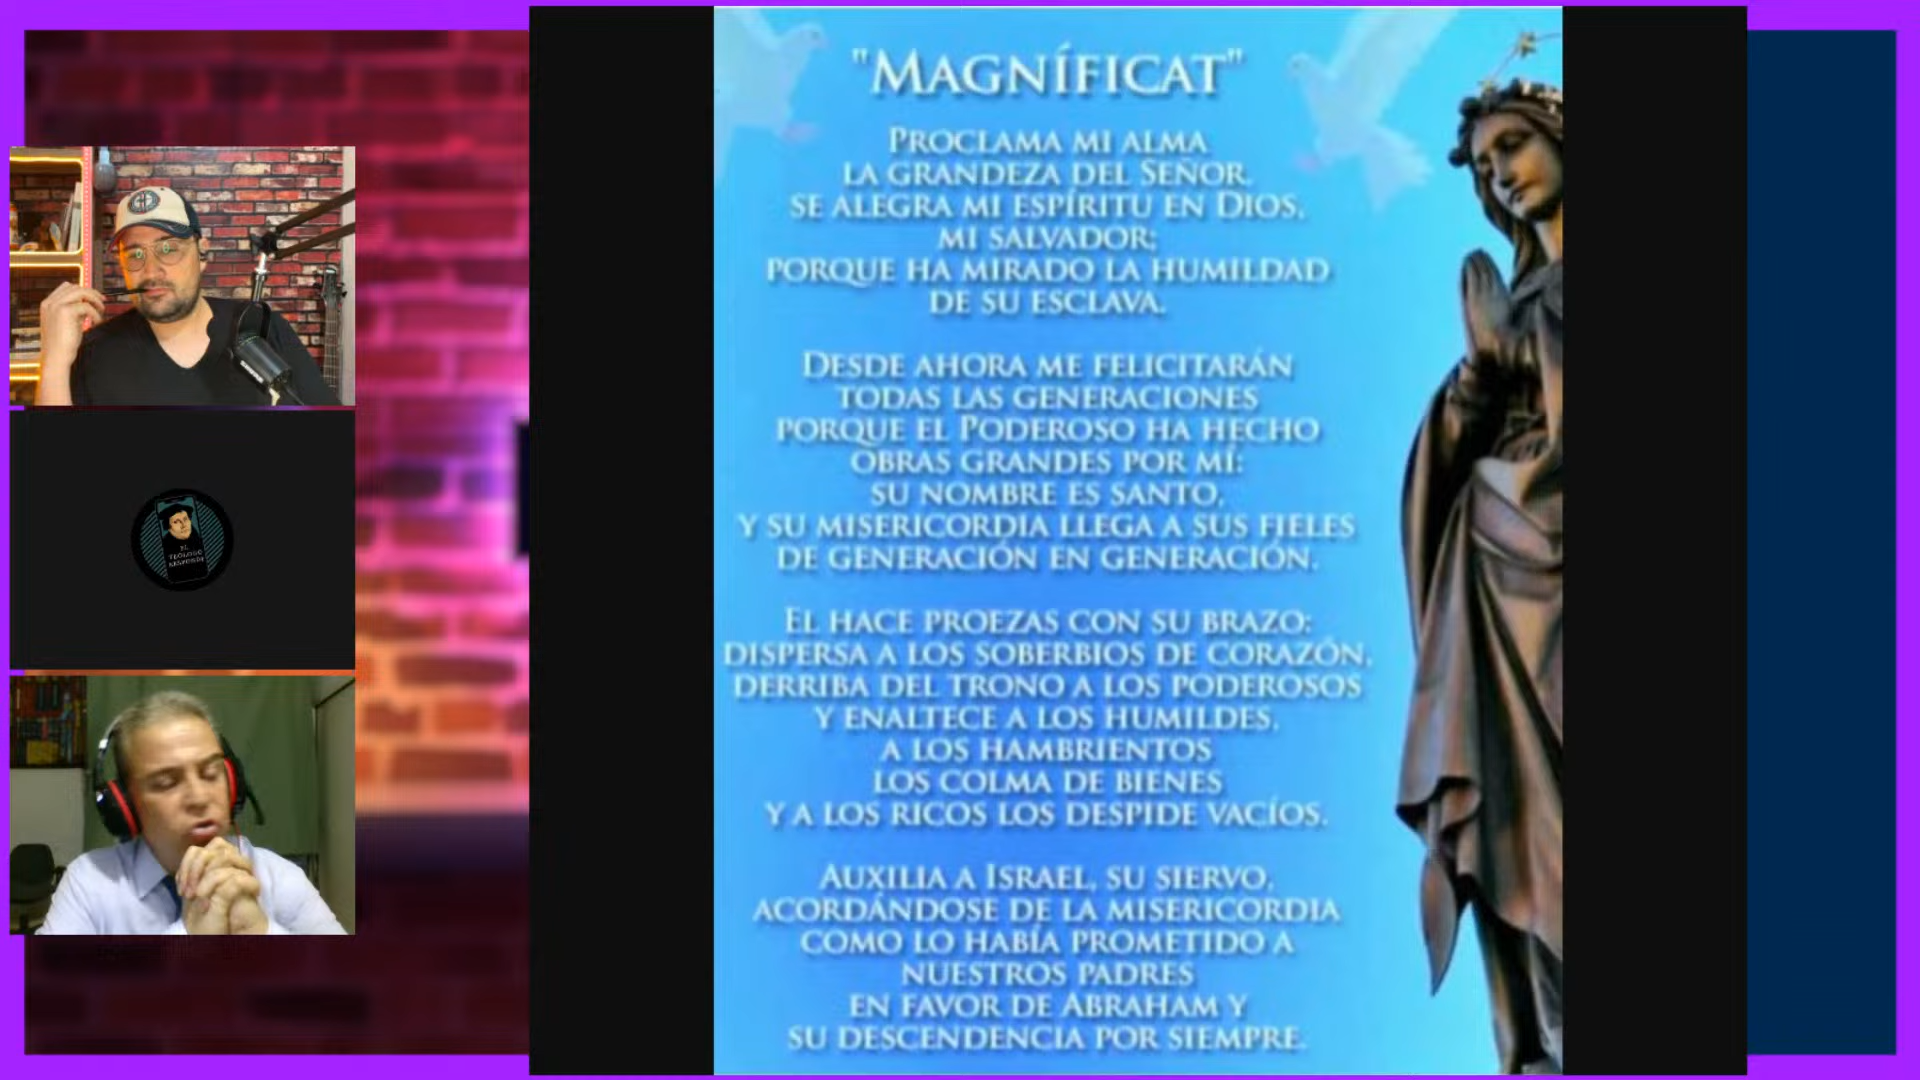 "MAGNÍFICAT"
PROCLAMA MI ALMA
LA GRANDEZA DEL SEÑOR,
SE ALEGRA MI ESPÍRITU EN DIOS,
MI SALVADOR;
PORQUE HA MIRADO LA HUMILDAD
DE SU ESCLAVA.
DESDE AHORA ME FELICITARÁN
TODAS LAS GENERACIONES
PORQUE EL PODEROSO HA HECHO
OBRAS GRANDES POR MÍ:
SU NOMBRE ES SANTO,
Y SU MISERICORDIA LLEGA A SUS FIELES
DE GENERACIÓN EN GENERACIÓN.
EL HACE PROEZAS CON SU BRAZO:
DISPERSA A LOS SOBERBIOS DE CORAZÓN,
DERRIBA DEL TRONO A LOS PODEROSOS
Y ENALTECE A LOS HUMILDES,
A LOS HAMBRIENTOS
LOS COLMA DE BIENES
Y A LOS RICOS LOS DESPIDE VACÍOS.
AUXILIA A ISRAEL, SU SIERVO,
ACORDÁNDOSE DE LA MISERICORDIA
COMO LO HABÍA PROMETIDO A
NUESTROS PADRES
EN FAVOR DE ABRAHAM Y
SU DESCENDENCIA POR SIEMPRE.
EL
TEÓLOGO
RESPONDE